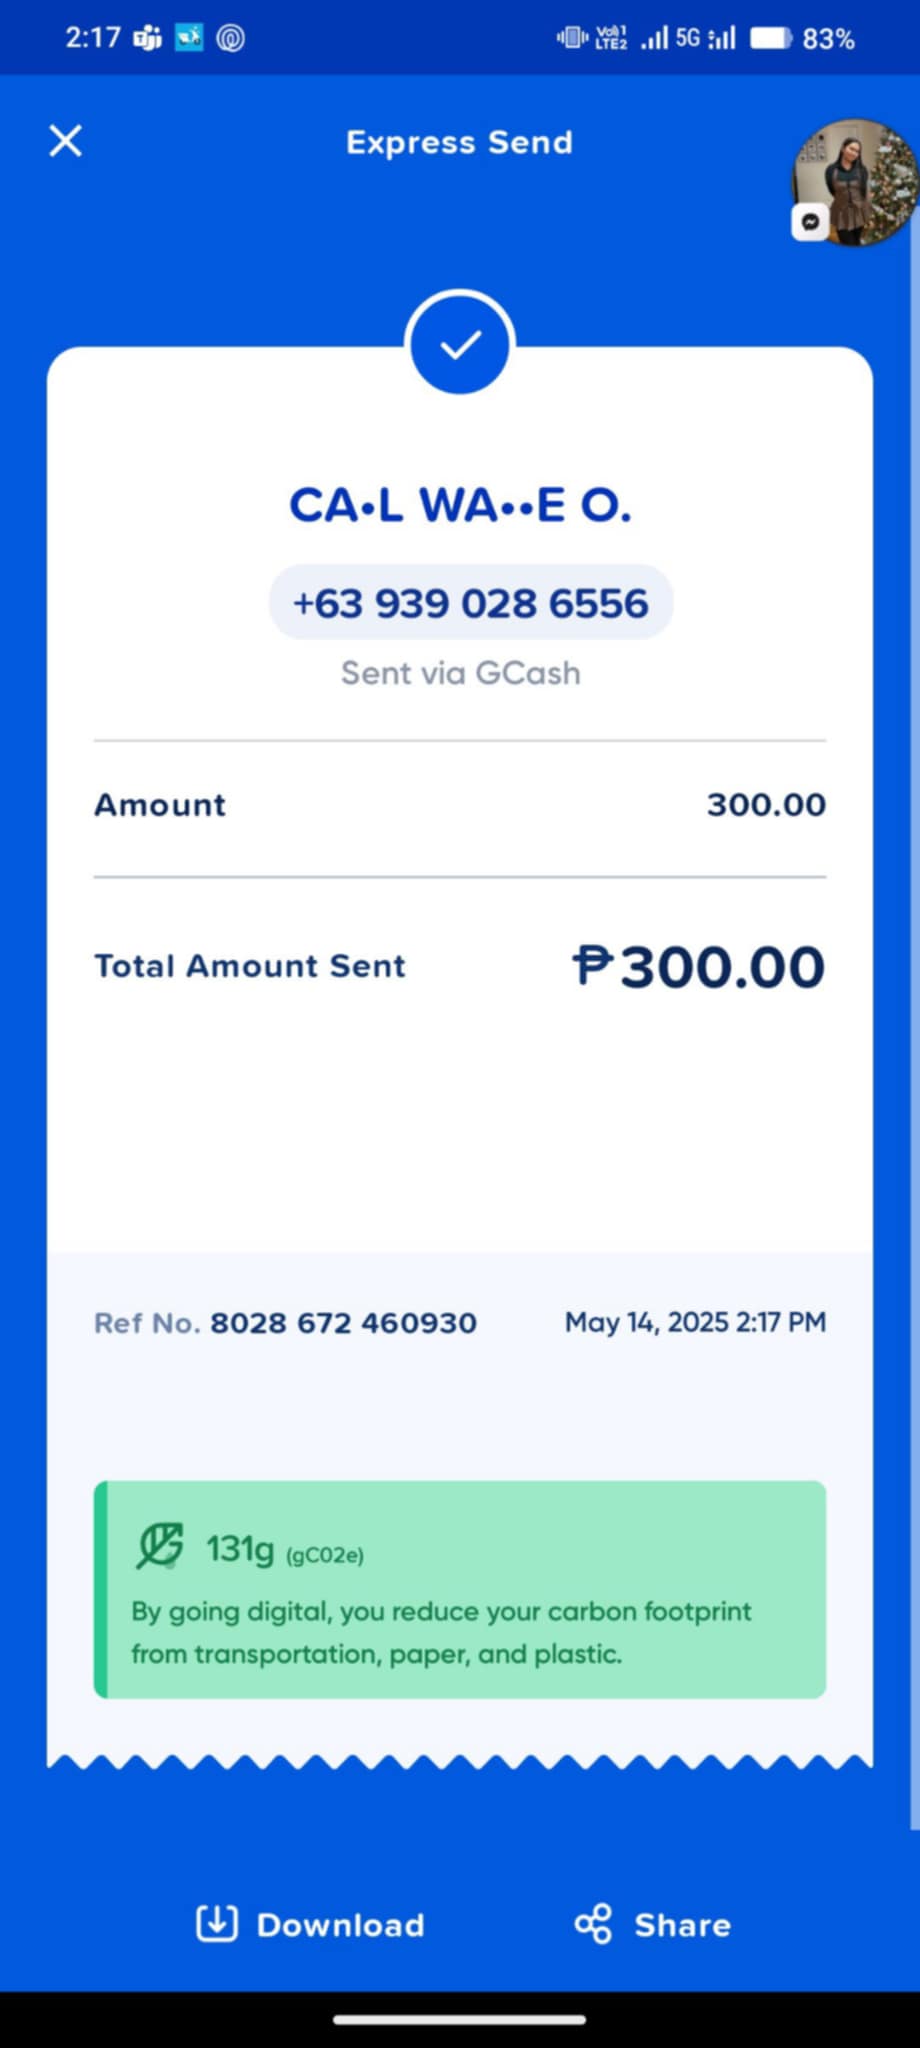 2:17 Vol) 1 LTE2 5G 83%
Express Send
CA•L WA••E O.
+63 939 028 6556
Sent via GCash
Amount 300.00
Total Amount Sent ₱300.00
Ref No. 8028 672 460930 May 14, 2025 2:17 PM
131g (gC02e)
By going digital, you reduce your carbon footprint
from transportation, paper, and plastic.
Download Share